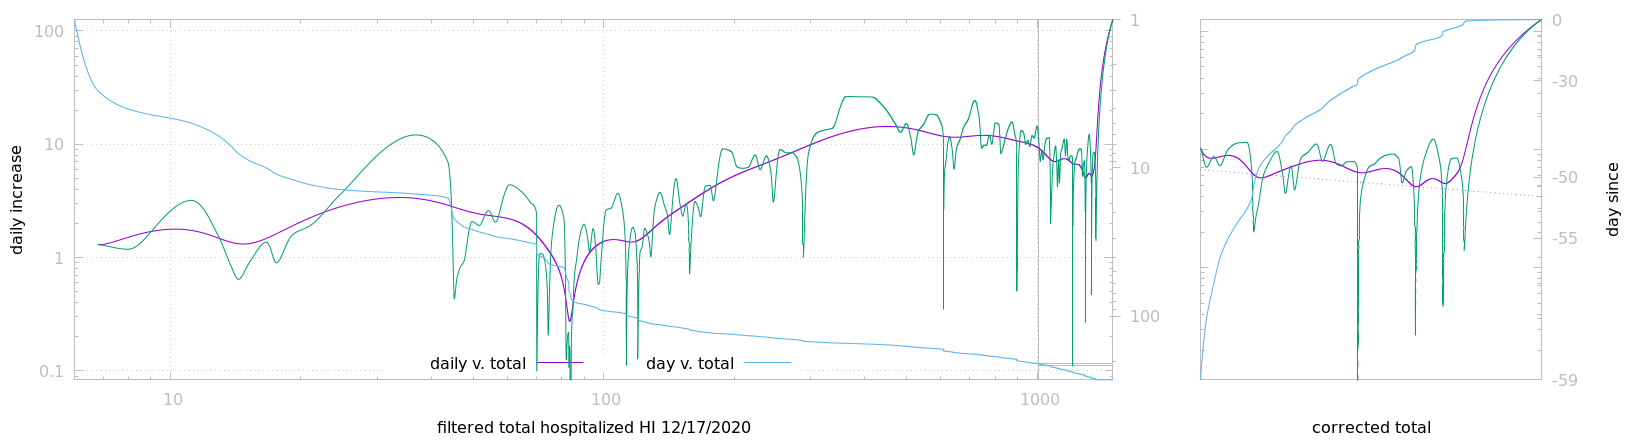 100
10
1
0.1
daily increase
daily v. total
day v. total
10
100
1000
filtered total hospitalized HI 12/17/2020
1
10
100
0
-30
-50
-55
-59
day since
corrected total